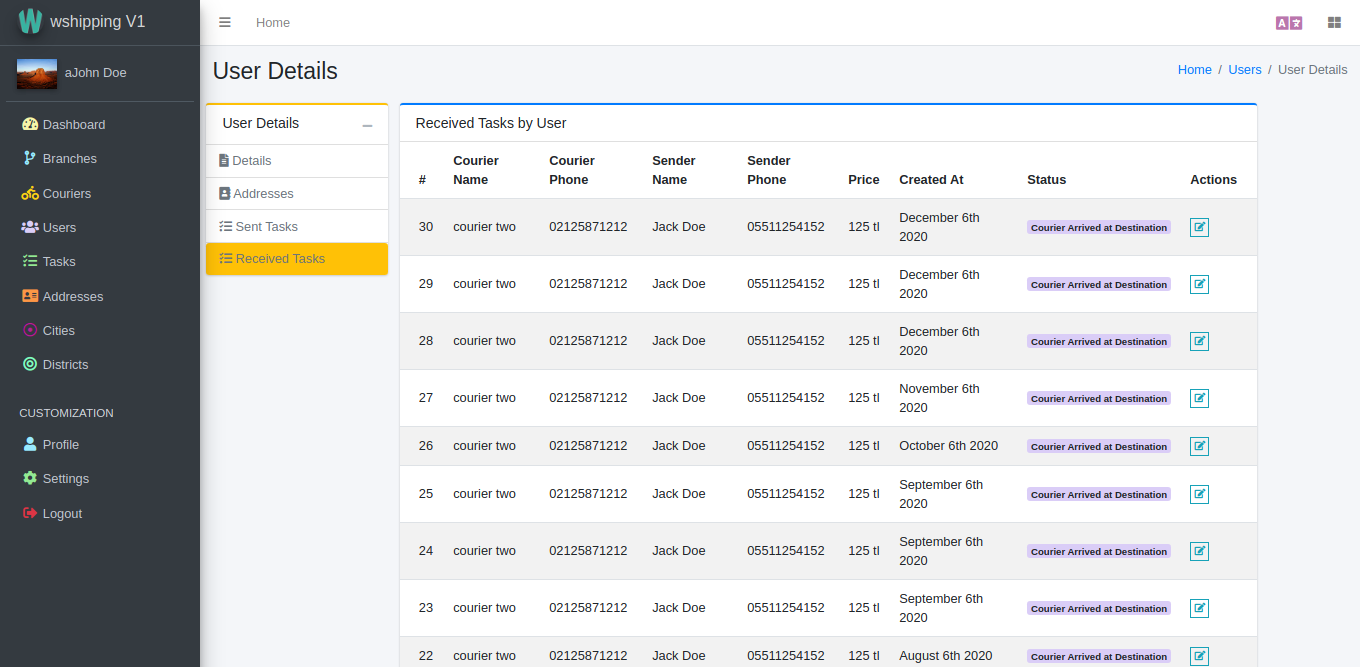 wshipping V1
Home
aJohn Doe
User Details
Home / Users / User Details
Dashboard
Branches
Couriers
Users
Tasks
Addresses
Cities
Districts
CUSTOMIZATION
Profile
Settings
Logout
User Details
Details
Addresses
Sent Tasks
Received Tasks
Received Tasks by User
# Courier Name Courier Phone Sender Name Sender Phone Price Created At Status Actions
30 courier two 02125871212 Jack Doe 05511254152 125 tl December 6th 2020 Courier Arrived at Destination
29 courier two 02125871212 Jack Doe 05511254152 125 tl December 6th 2020 Courier Arrived at Destination
28 courier two 02125871212 Jack Doe 05511254152 125 tl December 6th 2020 Courier Arrived at Destination
27 courier two 02125871212 Jack Doe 05511254152 125 tl November 6th 2020 Courier Arrived at Destination
26 courier two 02125871212 Jack Doe 05511254152 125 tl October 6th 2020 Courier Arrived at Destination
25 courier two 02125871212 Jack Doe 05511254152 125 tl September 6th 2020 Courier Arrived at Destination
24 courier two 02125871212 Jack Doe 05511254152 125 tl September 6th 2020 Courier Arrived at Destination
23 courier two 02125871212 Jack Doe 05511254152 125 tl September 6th 2020 Courier Arrived at Destination
22 courier two 02125871212 Jack Doe 05511254152 125 tl August 6th 2020 Courier Arrived at Destination